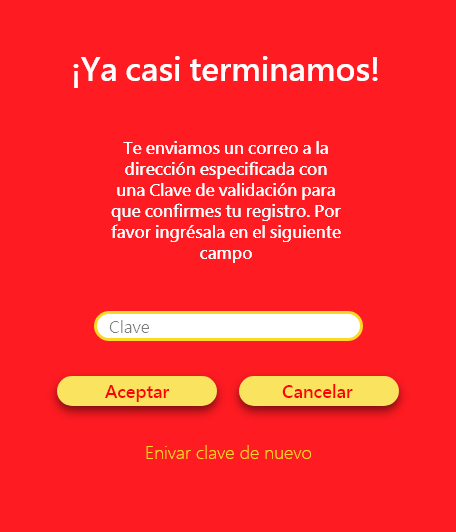 ¡Ya casi terminamos!
Te enviamos un correo a la
dirección especificada con
una Clave de validación para
que confirmes tu registro. Por
favor ingrésala en el siguiente
campo
Clave
Aceptar Cancelar
Enivar clave de nuevo